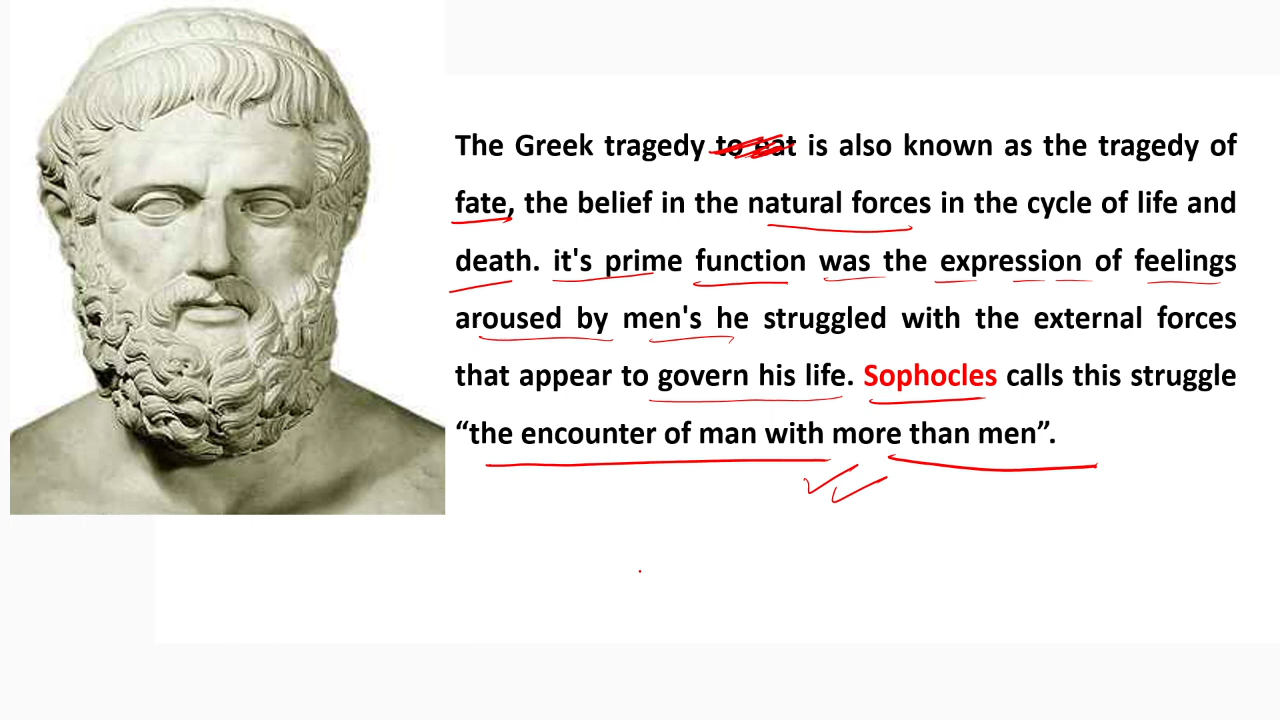 The Greek tragedy to eat is also known as the tragedy of
fate, the belief in the natural forces in the cycle of life and
death. it's prime function was the expression of feelings
aroused by men's he struggled with the external forces
that appear to govern his life. Sophocles calls this struggle
“the encounter of man with more than men”.